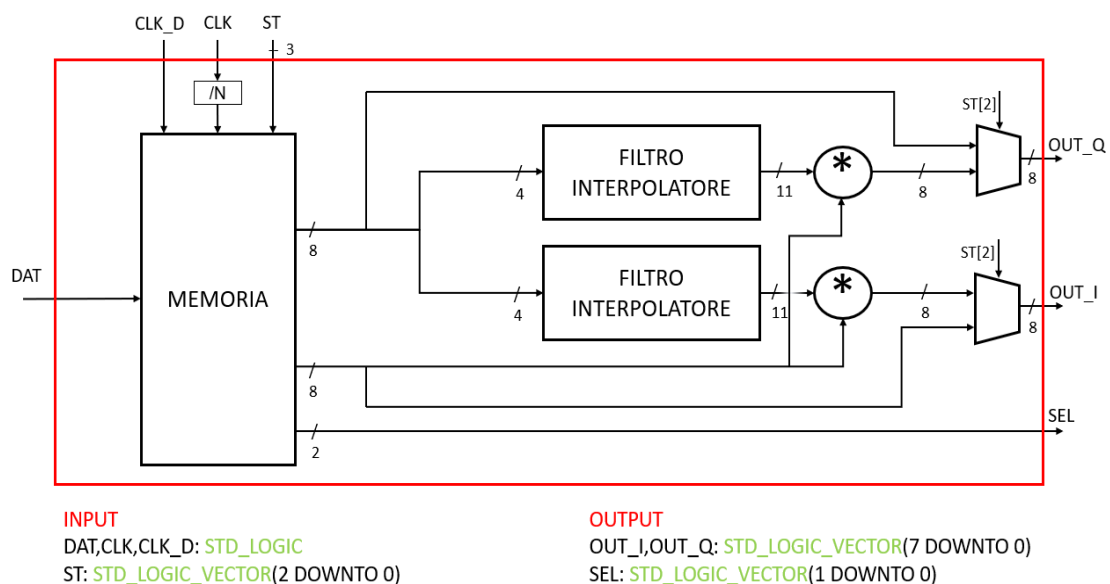 CLK_D CLK ST
3
/N
ST[2]
OUT_Q
FILTRO
INTERPOLATORE
*
4
11
8
8
8
ST[2]
DAT
MEMORIA
FILTRO
INTERPOLATORE
*
OUT_I
4
11
8
8
8
SEL
2
INPUT
DAT,CLK,CLK_D: STD_LOGIC
ST: STD_LOGIC_VECTOR(2 DOWNTO 0)
OUTPUT
OUT_I,OUT_Q: STD_LOGIC_VECTOR(7 DOWNTO 0)
SEL: STD_LOGIC_VECTOR(1 DOWNTO 0)